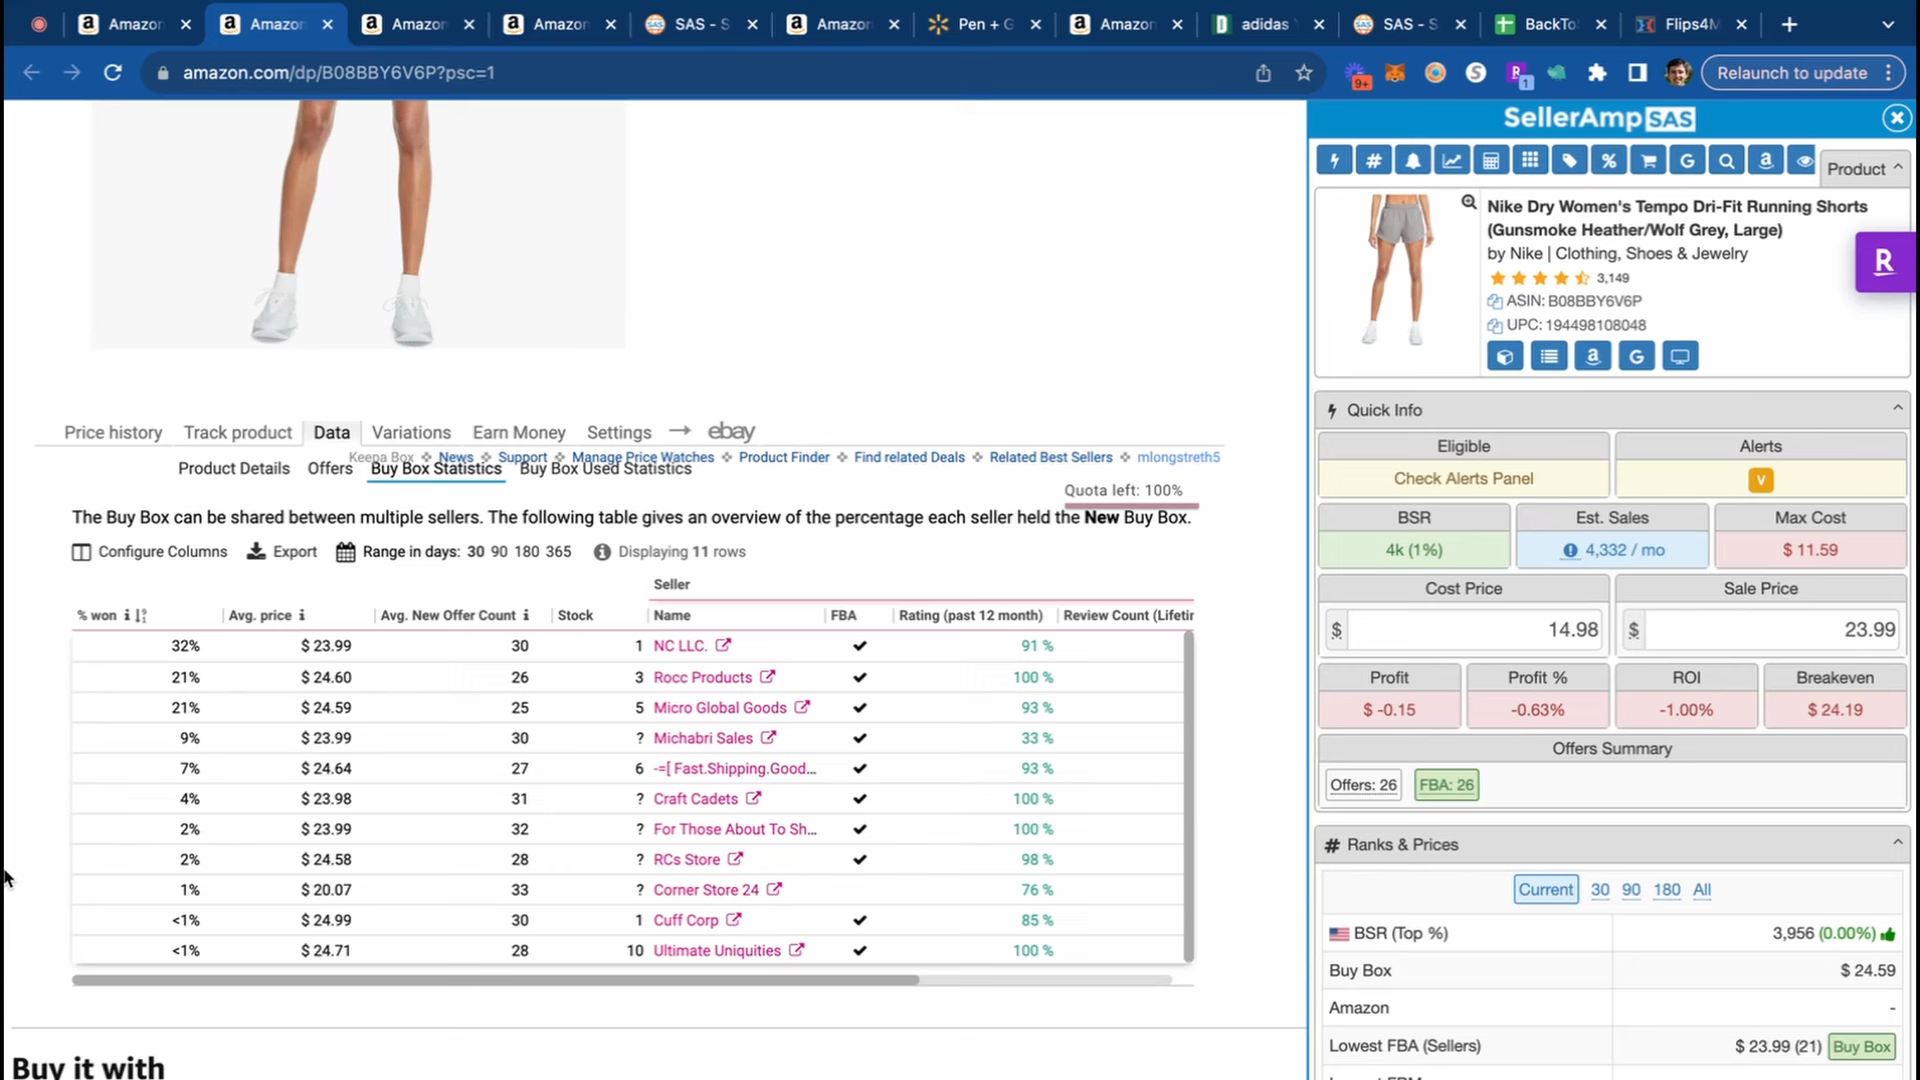 Amazon
Amazon
Amazon
Amazon
SAS - S
Amazon
Pen + G
Amazon
adidas
SAS - S
BackTo
Flips4M
amazon.com/dp/B08BBY6V6P?psc=1
9+
1
Relaunch to update
Price history Track product Data Variations Earn Money Settings → ebay
Keepa Box News Support Manage Price Watches Product Finder Find related Deals Related Best Sellers mlongstreth5
Product Details Offers Buy Box Statistics Buy Box Used Statistics
Quota left: 100%
The Buy Box can be shared between multiple sellers. The following table gives an overview of the percentage each seller held the New Buy Box.
Configure Columns Export Range in days: 30 90 180 365 Displaying 11 rows
Seller
% won Avg. price Avg. New Offer Count Stock Name FBA Rating (past 12 month) Review Count (Lifetir
32% $ 23.99 30 1 NC LLC. 91 %
21% $ 24.60 26 3 Rocc Products 100 %
21% $ 24.59 25 5 Micro Global Goods 93 %
9% $ 23.99 30 ? Michabri Sales 33 %
7% $ 24.64 27 6 -=[ Fast.Shipping.Good... 93 %
4% $ 23.98 31 ? Craft Cadets 100 %
2% $ 23.99 32 ? For Those About To Sh... 100 %
2% $ 24.58 28 ? RCs Store 98 %
1% $ 20.07 33 ? Corner Store 24 76 %
<1% $ 24.99 30 1 Cuff Corp 85 %
<1% $ 24.71 28 10 Ultimate Uniquities 100 %
Buy it with
SellerAmp SAS
Product
Nike Dry Women's Tempo Dri-Fit Running Shorts
(Gunsmoke Heather/Wolf Grey, Large)
by Nike | Clothing, Shoes & Jewelry
3,149
ASIN: B08BBY6V6P
UPC: 194498108048
R
Quick Info
Eligible Alerts
Check Alerts Panel V
BSR Est. Sales Max Cost
4k (1%) 4,332 / mo $ 11.59
Cost Price Sale Price
$ 14.98 $ 23.99
Profit Profit % ROI Breakeven
$ -0.15 -0.63% -1.00% $ 24.19
Offers Summary
Offers: 26 FBA: 26
# Ranks & Prices
Current 30 90 180 All
BSR (Top %) 3,956 (0.00%)
Buy Box $ 24.59
Amazon -
Lowest FBA (Sellers) $ 23.99 (21) Buy Box